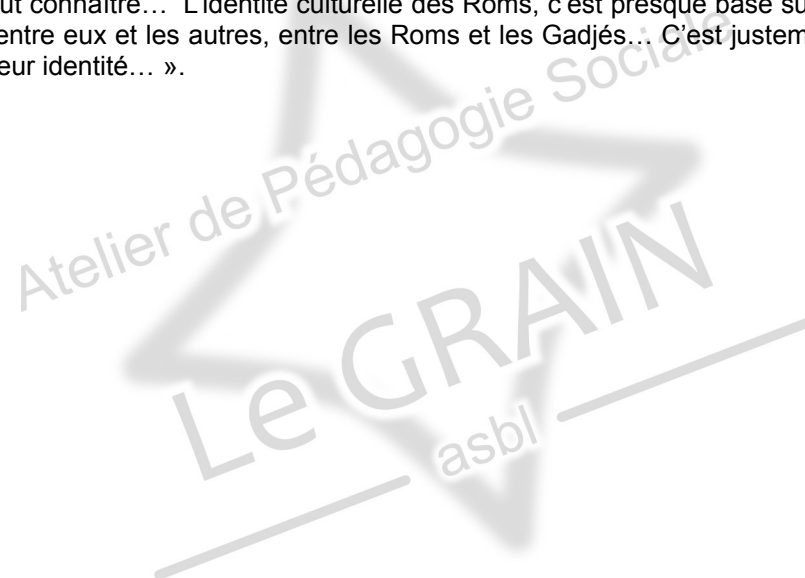 ut connaître… L'identité culturelle des Roms, c'est presque basé su
entre eux et les autres, entre les Roms et les Gadjés… C'est justem
eur identité… ».
Atelier de Pédagogie Sociale
Le GRAIN
asbl